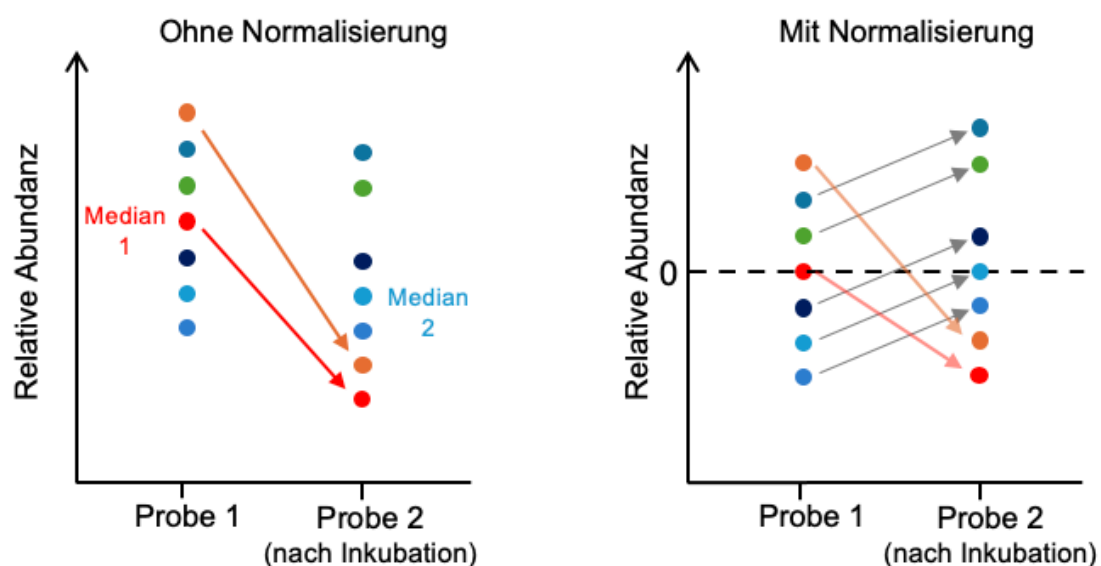 Ohne Normalisierung
Relative Abundanz
Median
1
Median
2
Probe 1
Probe 2
(nach Inkubation)
Mit Normalisierung
Relative Abundanz
0
Probe 1
Probe 2
(nach Inkubation)